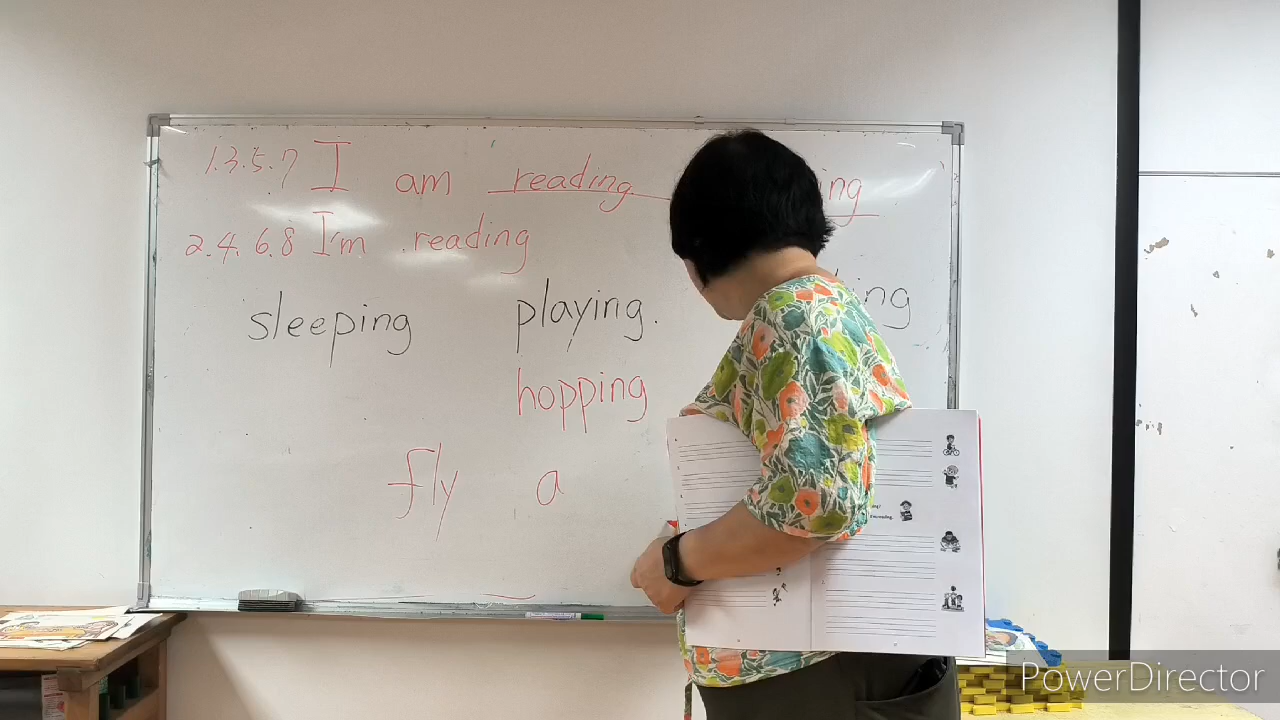 1.3.5.7 I am reading ing
2.4.6.8 I'm reading
sleeping playing. ing
hopping
fly a
PowerDirector